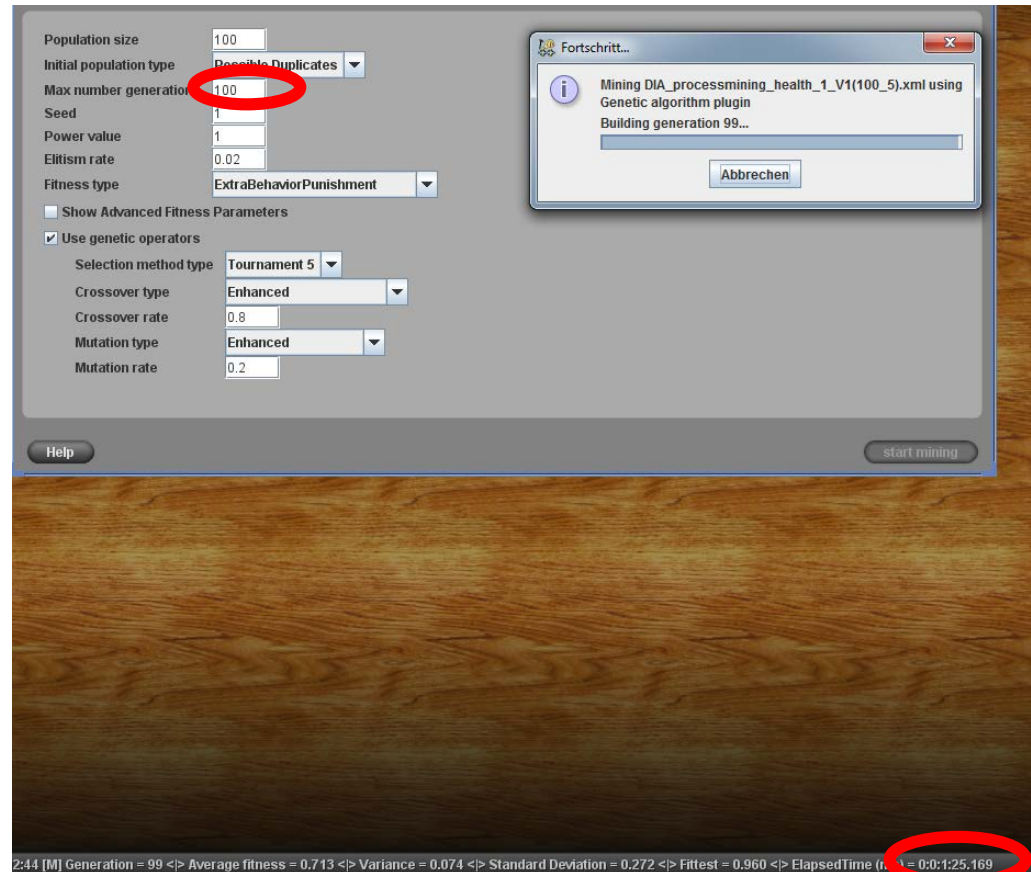 Population size 100
Initial population type Possible Duplicates
Max number generation 100
Seed 1
Power value 1
Elitism rate 0.02
Fitness type ExtraBehaviorPunishment
Show Advanced Fitness Parameters
Use genetic operators
Selection method type Tournament 5
Crossover type Enhanced
Crossover rate 0.8
Mutation type Enhanced
Mutation rate 0.2
Help
start mining
Fortschritt...
Mining DIA_processmining_health_1_V1(100_5).xml using
Genetic algorithm plugin
Building generation 99...
Abbrechen
2:44 [M] Generation = 99 <|> Average fitness = 0.713 <|> Variance = 0.074 <|> Standard Deviation = 0.272 <|> Fittest = 0.960 <|> ElapsedTime = 0:0:1:25.169